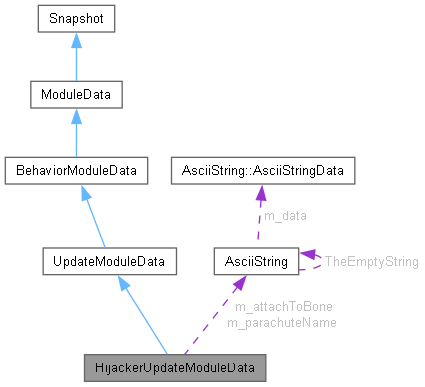 Snapshot
ModuleData
BehaviorModuleData
AsciiString::AsciiStringData
m_data
UpdateModuleData
AsciiString
TheEmptyString
m_attachToBone
m_parachuteName
HijackerUpdateModuleData